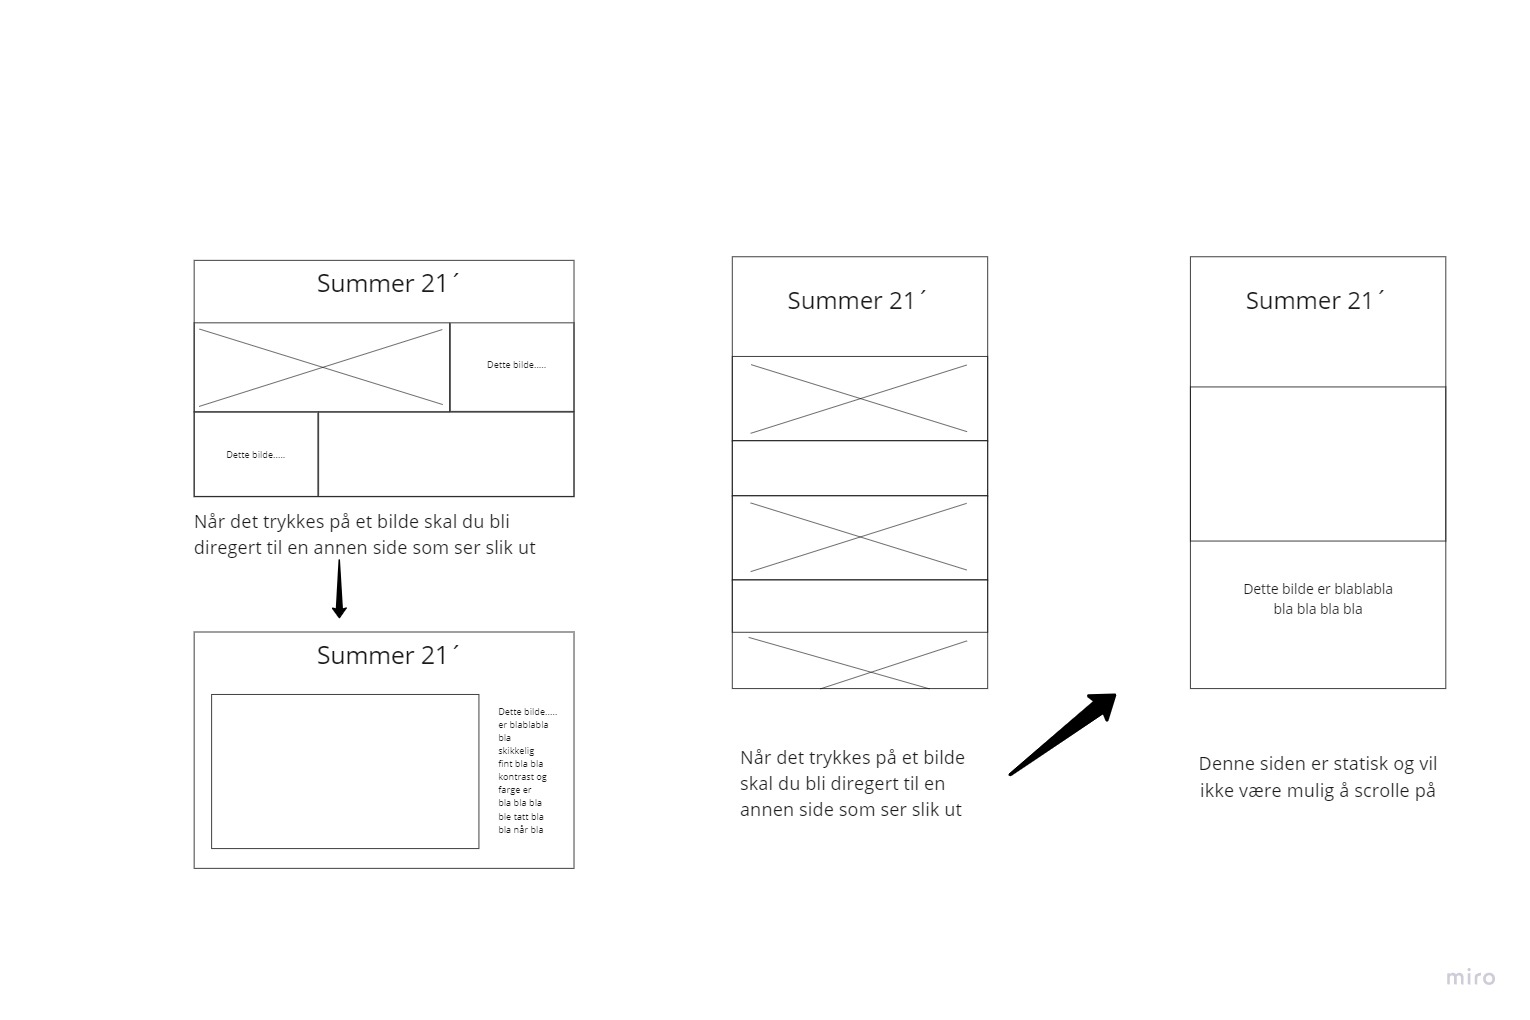 Summer 21´
Dette bilde.....
Dette bilde.....
Når det trykkes på et bilde skal du bli
diregert til en annen side som ser slik ut
Summer 21´
Dette bilde.....
er blablabla
bla
skikkelig
fint bla bla
kontrast og
farge er
bla bla bla
ble tatt bla
bla når bla
Summer 21´
Når det trykkes på et bilde
skal du bli diregert til en
annen side som ser slik ut
Summer 21´
Dette bilde er blablabla
bla bla bla bla
Denne siden er statisk og vil
ikke være mulig å scrolle på
miro